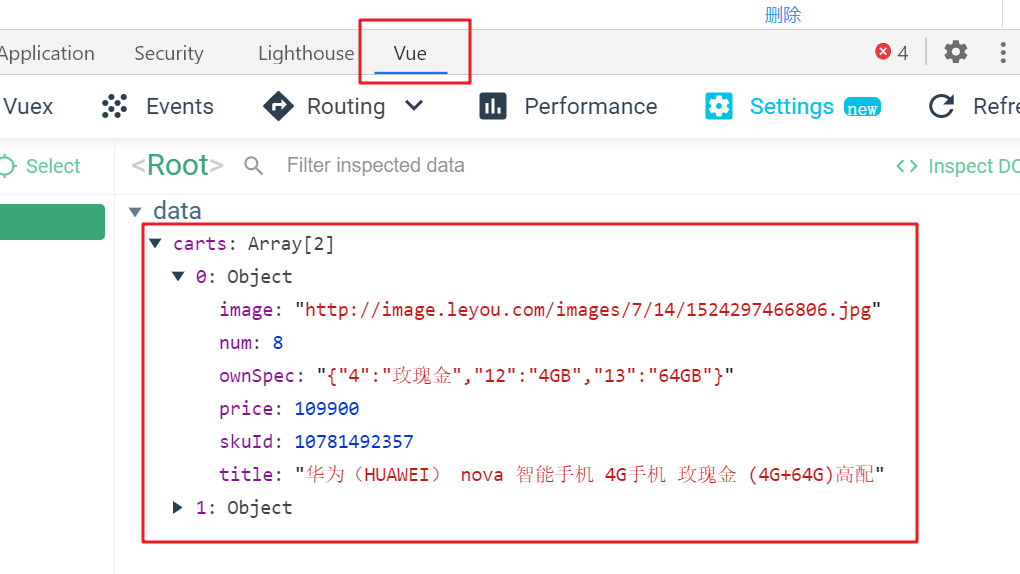 删除
Application Security Lighthouse Vue 4
Vuex Events Routing Performance Settings new Refre
Select <Root> Filter inspected data <> Inspect DO
data
carts: Array[2]
0: Object
image: "http://image.leyou.com/images/7/14/1524297466806.jpg"
num: 8
ownSpec: "{"4":"玫瑰金","12":"4GB","13":"64GB"}"
price: 109900
skuId: 10781492357
title: "华为（HUAWEI） nova 智能手机 4G手机 玫瑰金 (4G+64G)高配"
1: Object